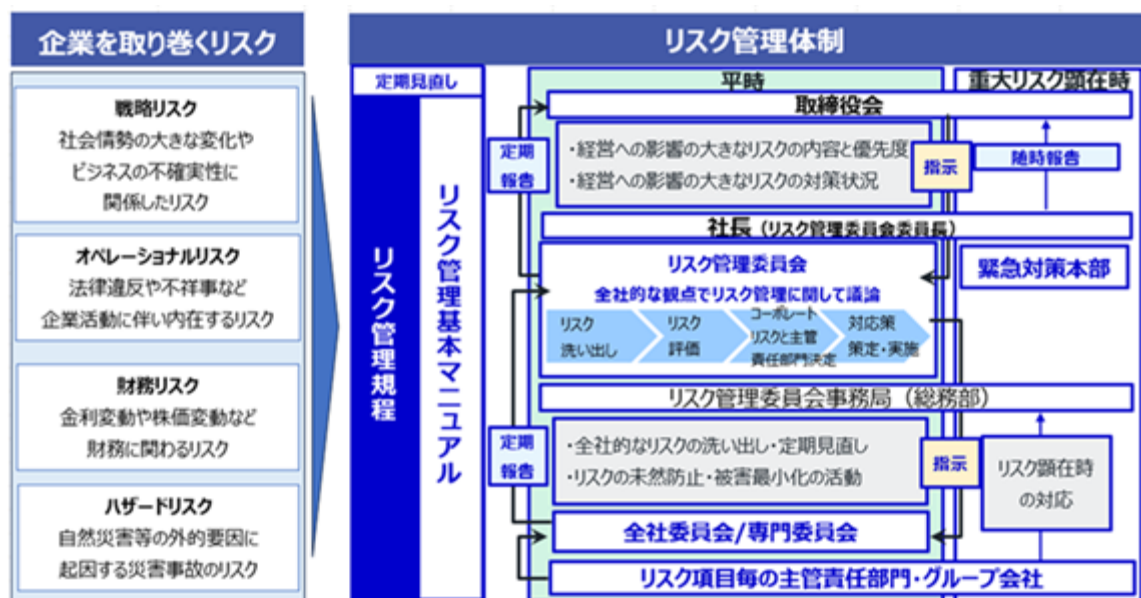 企業を取り巻くリスク
戦略リスク
社会情勢の大きな変化や
ビジネスの不確実性に
関係したリスク
オペレーショナルリスク
法律違反や不祥事など
企業活動に伴い内在するリスク
財務リスク
金利変動や株価変動など
財務に関わるリスク
ハザードリスク
自然災害等の外的要因に
起因する災害事故のリスク
リスク管理体制
定期見直し
リスク管理規程
リスク管理基本マニュアル
平時
重大リスク顕在時
取締役会
定期
報告
・経営への影響の大きなリスクの内容と優先度
・経営への影響の大きなリスクの対策状況
指示
随時報告
社長（リスク管理委員会委員長）
リスク管理委員会
全社的な観点でリスク管理に関して議論
リスク
洗い出し
リスク
評価
コーポレート
リスクと主管
責任部門決定
対応策
策定・実施
緊急対策本部
リスク管理委員会事務局（総務部）
定期
報告
・全社的なリスクの洗い出し・定期見直し
・リスクの未然防止・被害最小化の活動
指示
リスク顕在時
の対応
全社委員会/専門委員会
リスク項目毎の主管責任部門・グループ会社